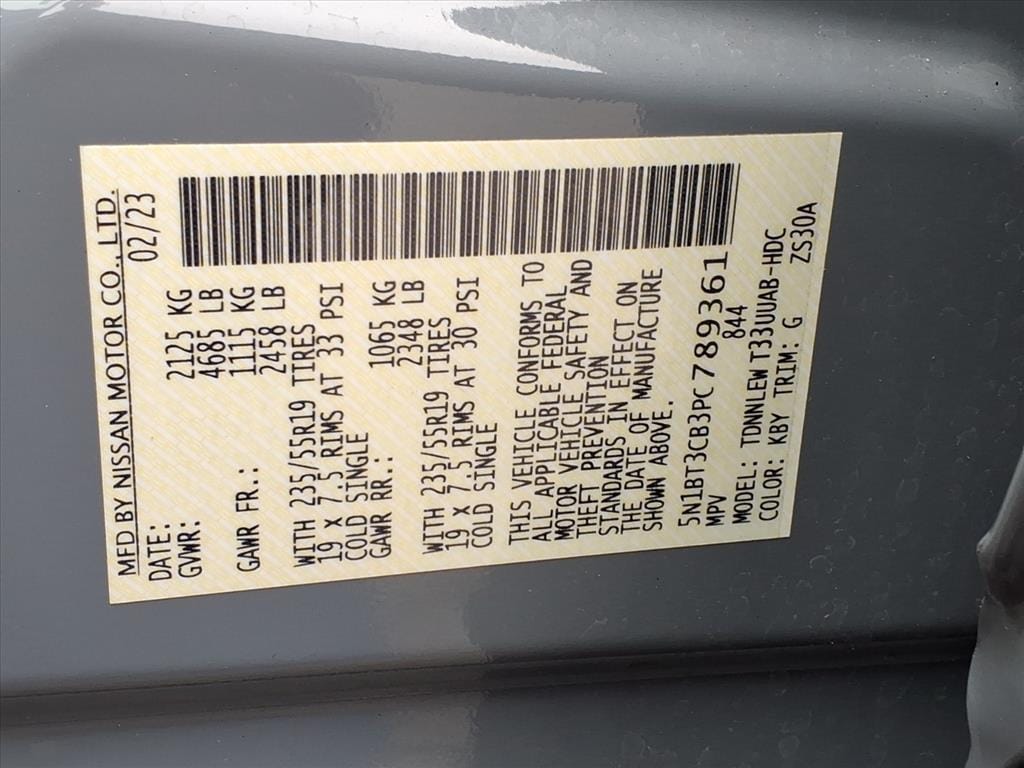 MFD BY NISSAN MOTOR CO., LTD.
DATE: 02/23
GVWR: 2125 KG
4685 LB
GAWR FR.: 1115 KG
2458 LB
WITH 235/55R19 TIRES
19 X 7.5 RIMS AT 33 PSI
COLD SINGLE
GAWR RR.: 1065 KG
2348 LB
WITH 235/55R19 TIRES
19 X 7.5 RIMS AT 30 PSI
COLD SINGLE
THIS VEHICLE CONFORMS TO
ALL APPLICABLE FEDERAL
MOTOR VEHICLE SAFETY AND
THEFT PREVENTION
STANDARDS IN EFFECT ON
THE DATE OF MANUFACTURE
SHOWN ABOVE.
5N1BT3CB3PC789361
MPV 844
MODEL: TDNNLEW T33UUAB-HDC
COLOR: KBY TRIM: G ZS30A